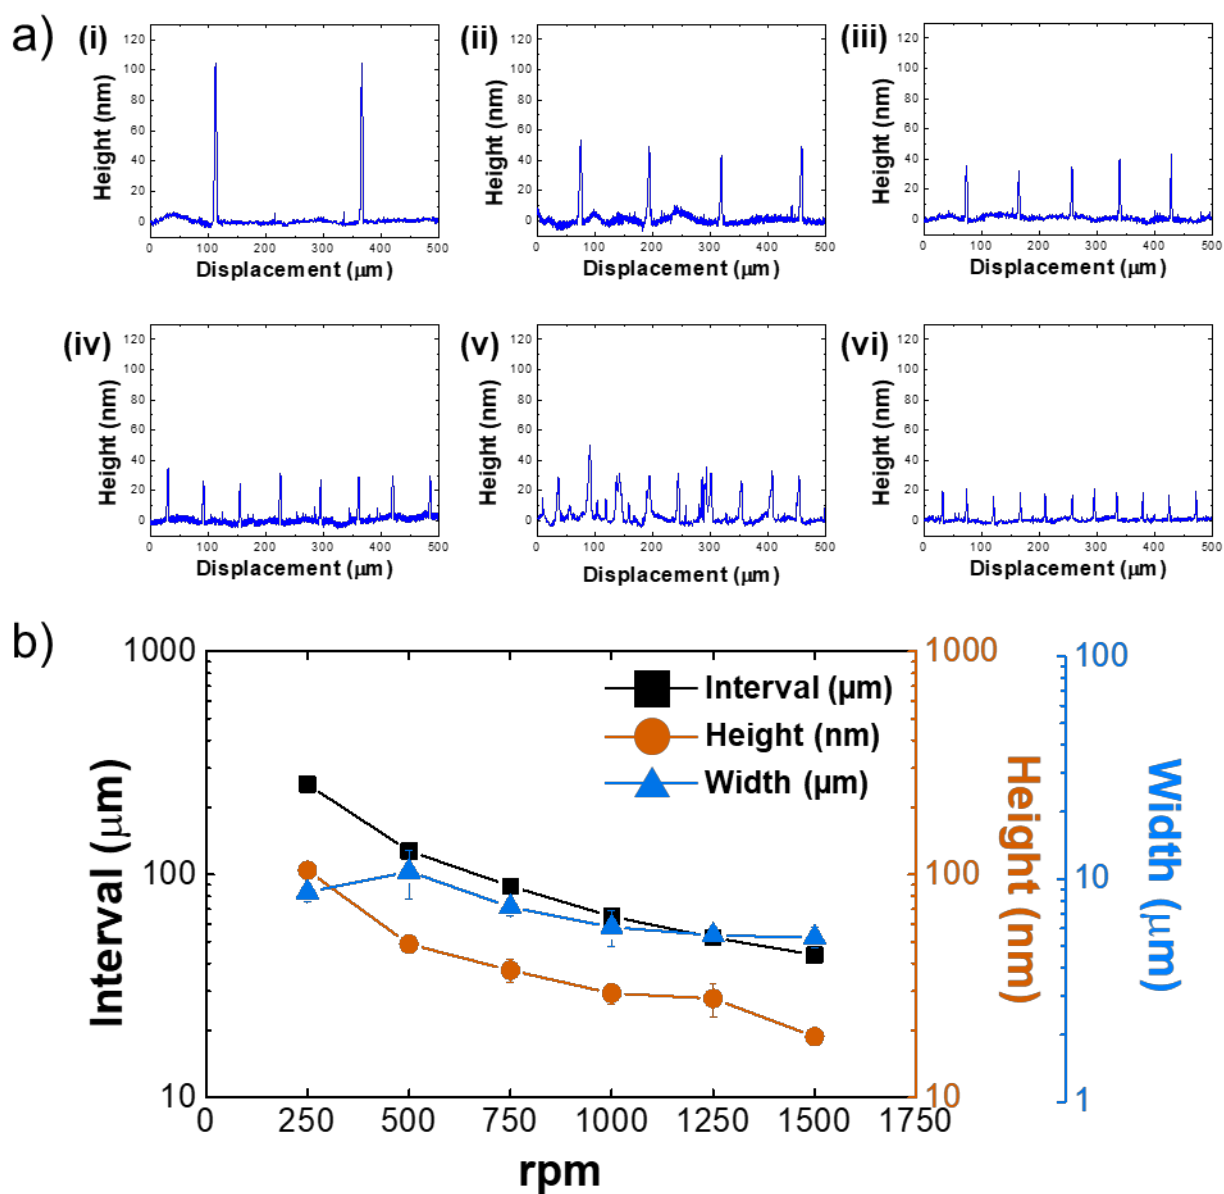 a)
(i)
Height (nm)
120
100
80
60
40
20
0
0 100 200 300 400 500
Displacement (μm)
(ii)
Height (nm)
120
100
80
60
40
20
0
0 100 200 300 400 500
Displacement (μm)
(iii)
Height (nm)
120
100
80
60
40
20
0
0 100 200 300 400 500
Displacement (μm)
(iv)
Height (nm)
120
100
80
60
40
20
0
0 100 200 300 400 500
Displacement (μm)
(v)
Height (nm)
120
100
80
60
40
20
0
0 100 200 300 400 500
Displacement (μm)
(vi)
Height (nm)
120
100
80
60
40
20
0
0 100 200 300 400 500
Displacement (μm)
b)
Interval (μm)
1000
100
10
Interval (μm)
Height (nm)
Width (μm)
0 250 500 750 1000 1250 1500 1750
rpm
1000
100
10
Height (nm)
100
10
1
Width (μm)